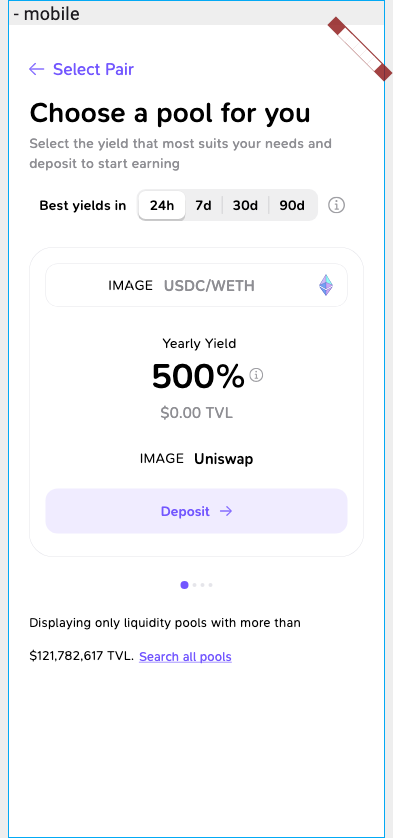 - mobile
Select Pair
Choose a pool for you
Select the yield that most suits your needs and
deposit to start earning
Best yields in 24h 7d 30d 90d
IMAGE USDC/WETH
Yearly Yield
500%
$0.00 TVL
IMAGE Uniswap
Deposit
Displaying only liquidity pools with more than
$121,782,617 TVL. Search all pools